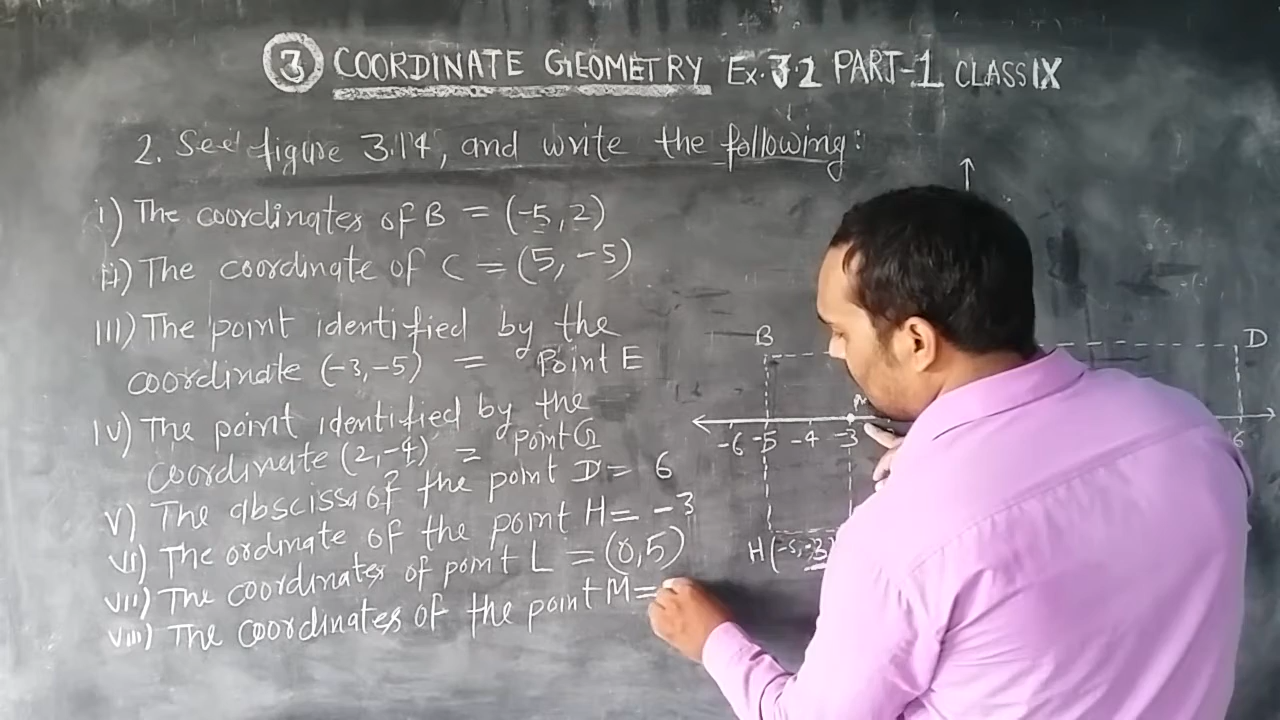 3 COORDINATE GEOMETRY Ex.3.2 PART-1 CLASS IX
2. See figure 3.14, and write the following:
i) The coordinates of B = (-5, 2)
ii) The coordinate of C = (5, -5)
III) The point identified by the
coordinate (-3,-5) = Point E
IV) The point identified by the
coordinate (2,-4) = Point G
V) The abscissa of the point D = 6
VI) The ordinate of the point H = -3
VII) The coordinates of point L = (0,5)
VIII) The coordinates of the point M =
B D
M
-6 -5 -4 -3 6
H(-5,-3)